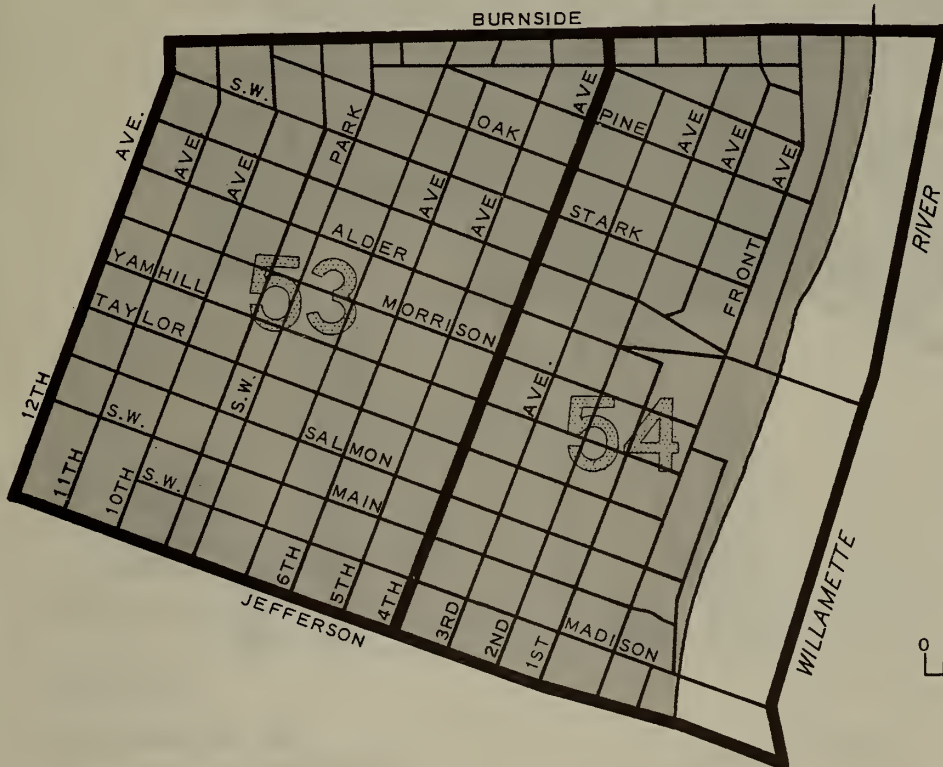 BURNSIDE
S.W.
OAK
AVE
PINE
AVE.
AVE.
AVE.
PARK
AVE.
AVE.
AVE
AVE.
AVE.
STARK
ALDER
RIVER
FRONT
YAMHILL
53
MORRISON
TAYLOR
S.W.
AVE.
54
12TH
S.W.
SALMON
S.W.
MAIN
11TH
10TH
6TH
5TH
4TH
JEFFERSON
3RD
2ND
1ST
MADISON
WILLAMETTE
0